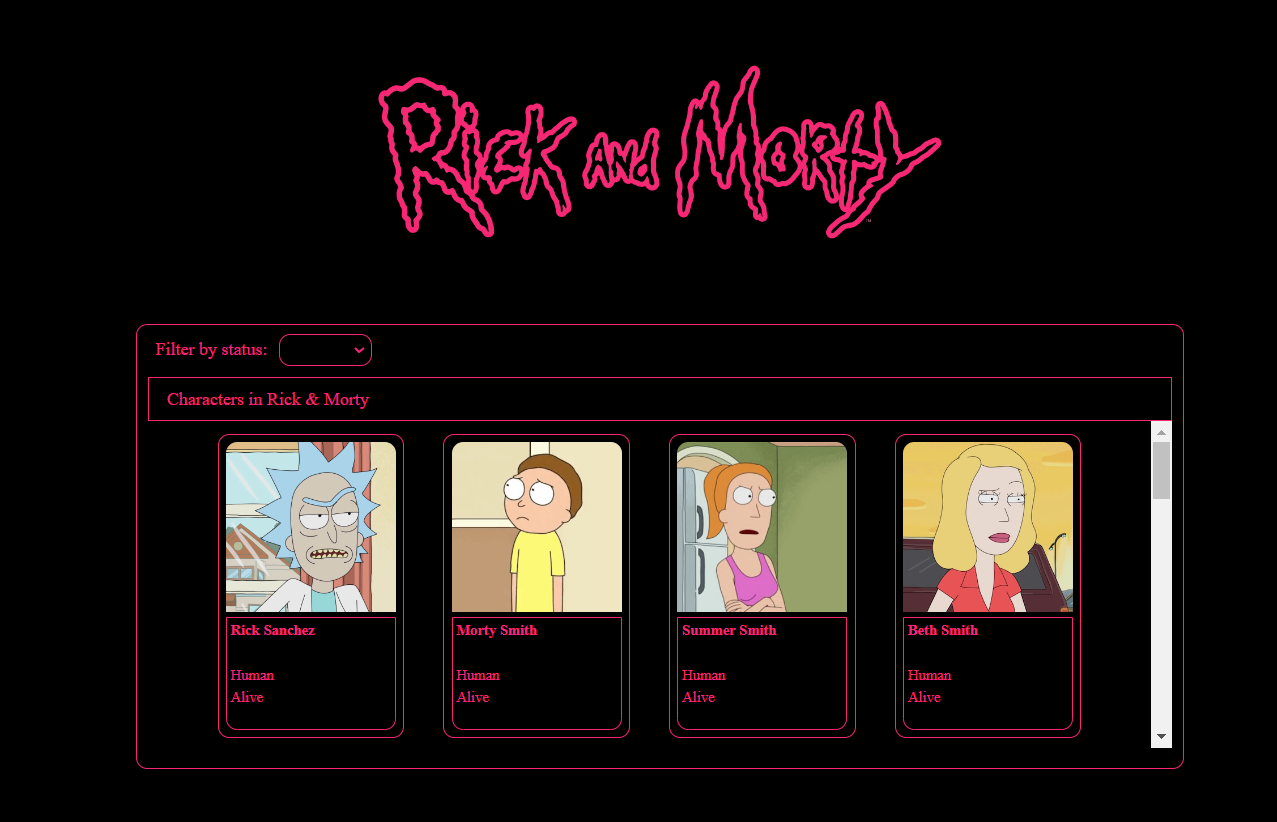 Rick and Morty
™
Filter by status:
Characters in Rick & Morty
Rick Sanchez
Human
Alive
Morty Smith
Human
Alive
Summer Smith
Human
Alive
Beth Smith
Human
Alive